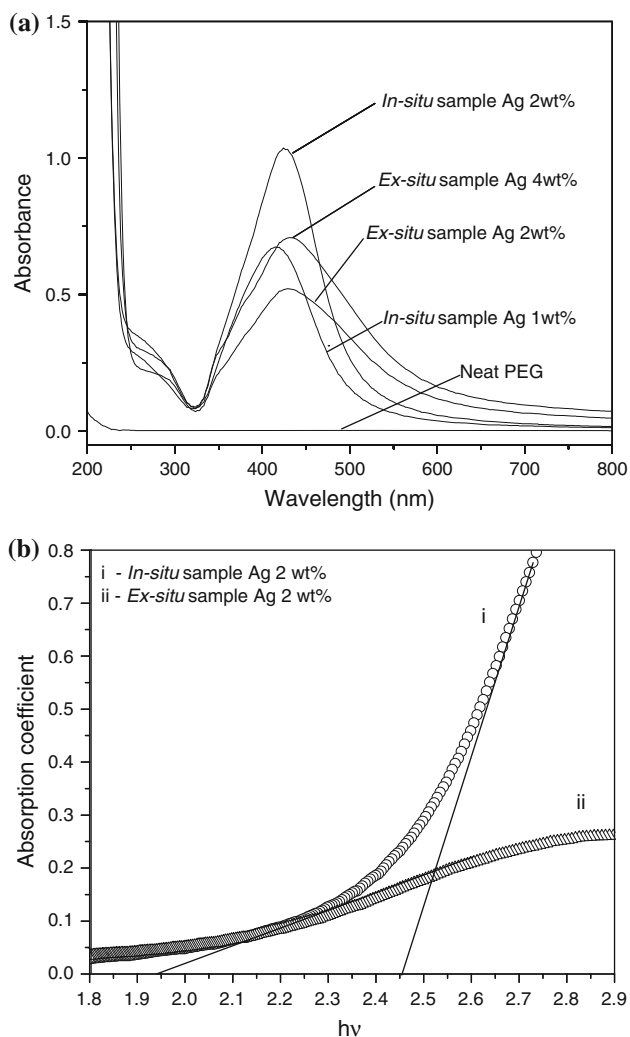 (a)
1.5
1.0
0.5
0.0
Absorbance
In-situ sample Ag 2wt%
Ex-situ sample Ag 4wt%
Ex-situ sample Ag 2wt%
In-situ sample Ag 1wt%
Neat PEG
200 300 400 500 600 700 800
Wavelength (nm)
(b)
0.8
0.7
0.6
0.5
0.4
0.3
0.2
0.1
0.0
Absorption coefficient
i - In-situ sample Ag 2 wt%
ii - Ex-situ sample Ag 2 wt%
i
ii
1.8 1.9 2.0 2.1 2.2 2.3 2.4 2.5 2.6 2.7 2.8 2.9
hν